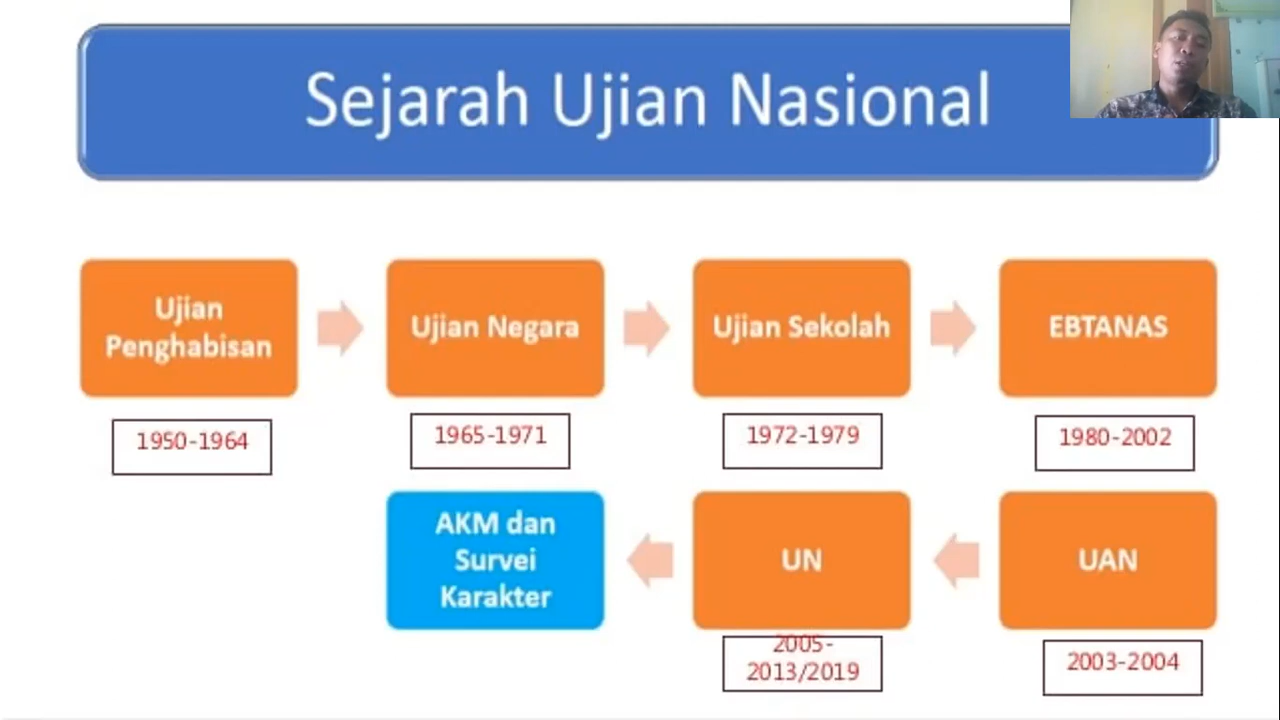 Sejarah Ujian Nasional
Ujian
Penghabisan
Ujian Negara
Ujian Sekolah
EBTANAS
1950-1964
1965-1971
1972-1979
1980-2002
AKM dan
Survei
Karakter
UN
UAN
2005-
2013/2019
2003-2004